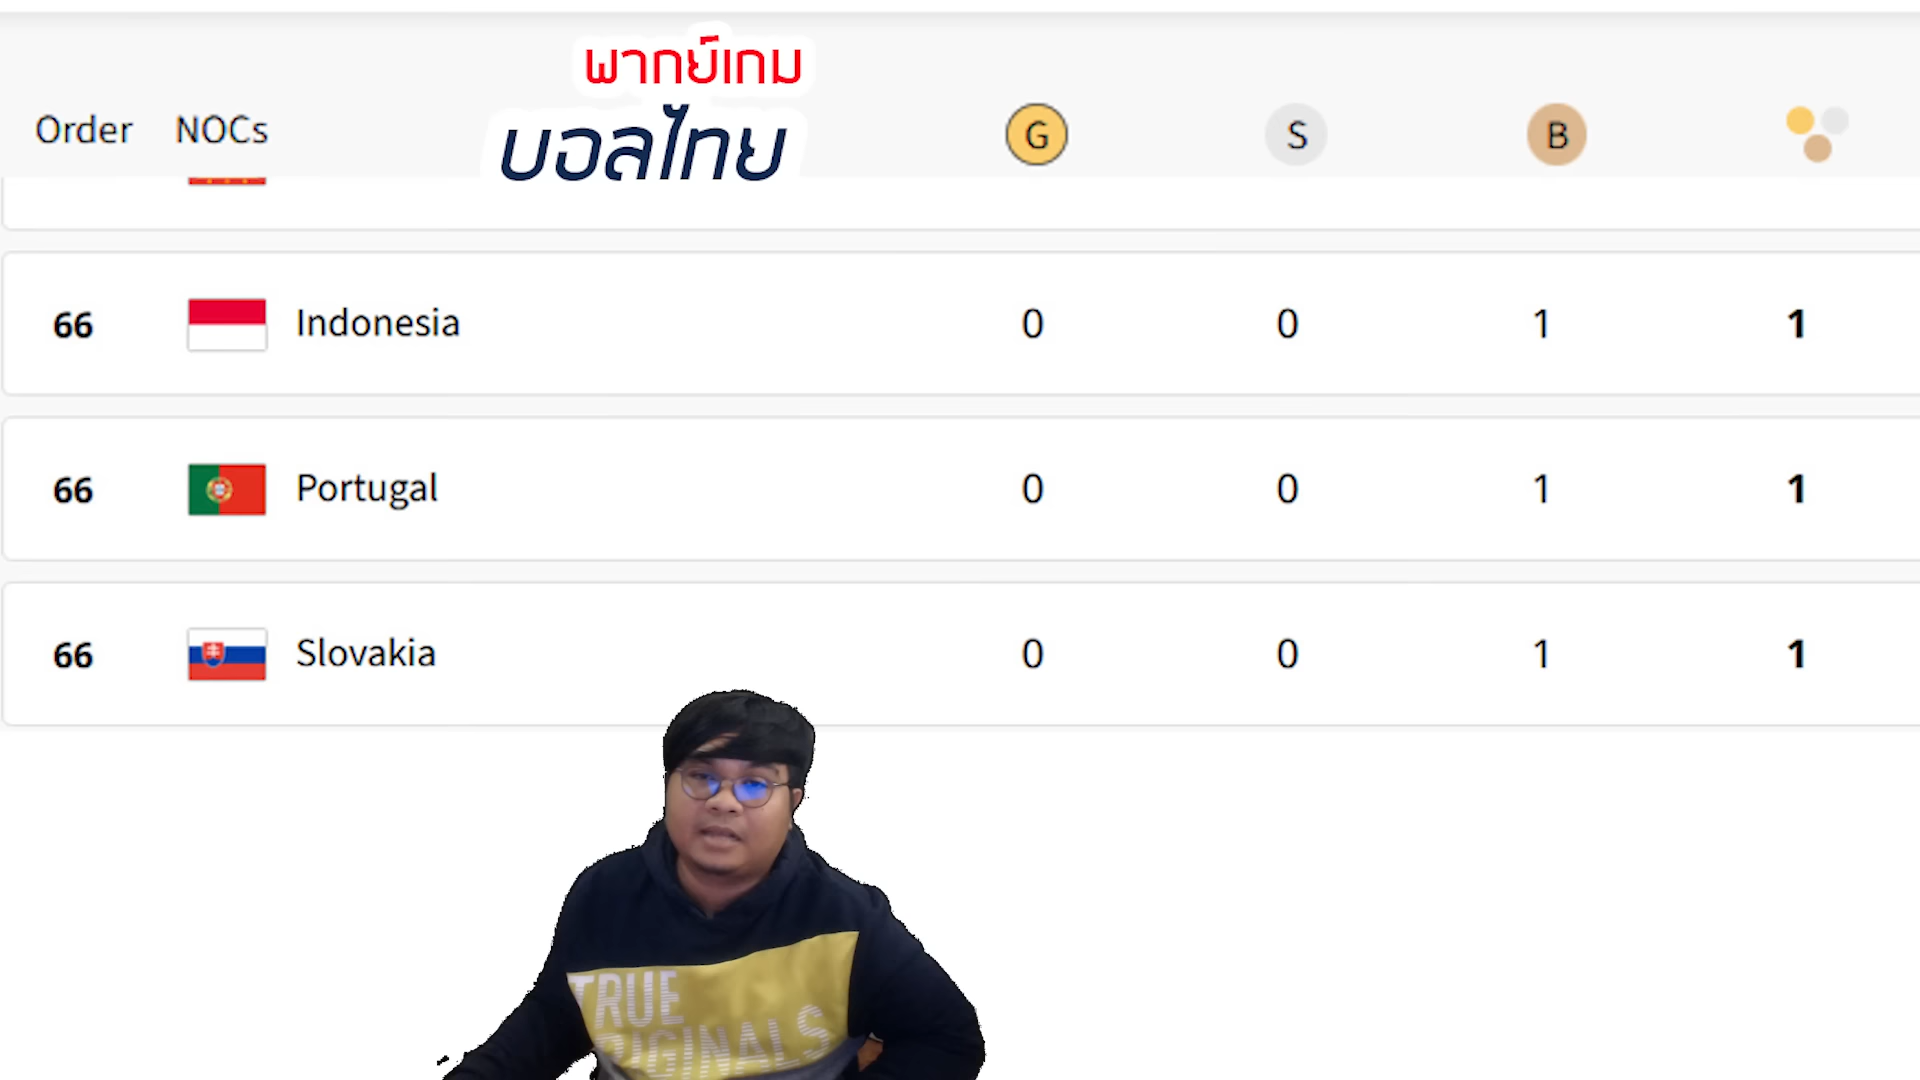 พากย์เกม
บอลไทย
Order NOCs G S B
66 Indonesia 0 0 1 1
66 Portugal 0 0 1 1
66 Slovakia 0 0 1 1
TRUE
ORIGINALS